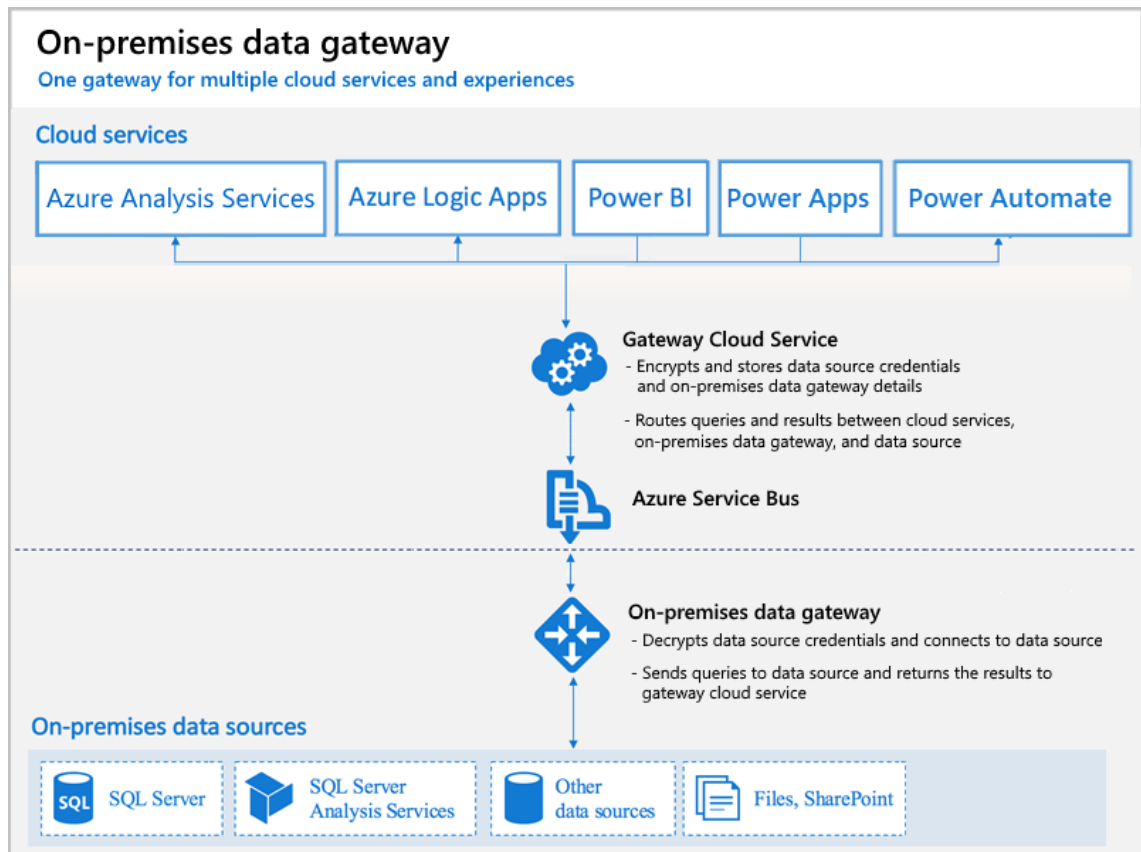 On-premises data gateway
One gateway for multiple cloud services and experiences
Cloud services
Azure Analysis Services
Azure Logic Apps
Power BI
Power Apps
Power Automate
Gateway Cloud Service
- Encrypts and stores data source credentials
and on-premises data gateway details
- Routes queries and results between cloud services,
on-premises data gateway, and data source
Azure Service Bus
On-premises data gateway
- Decrypts data source credentials and connects to data source
- Sends queries to data source and returns the results to
gateway cloud service
On-premises data sources
SQL
SQL Server
SQL Server
Analysis Services
Other
data sources
Files, SharePoint